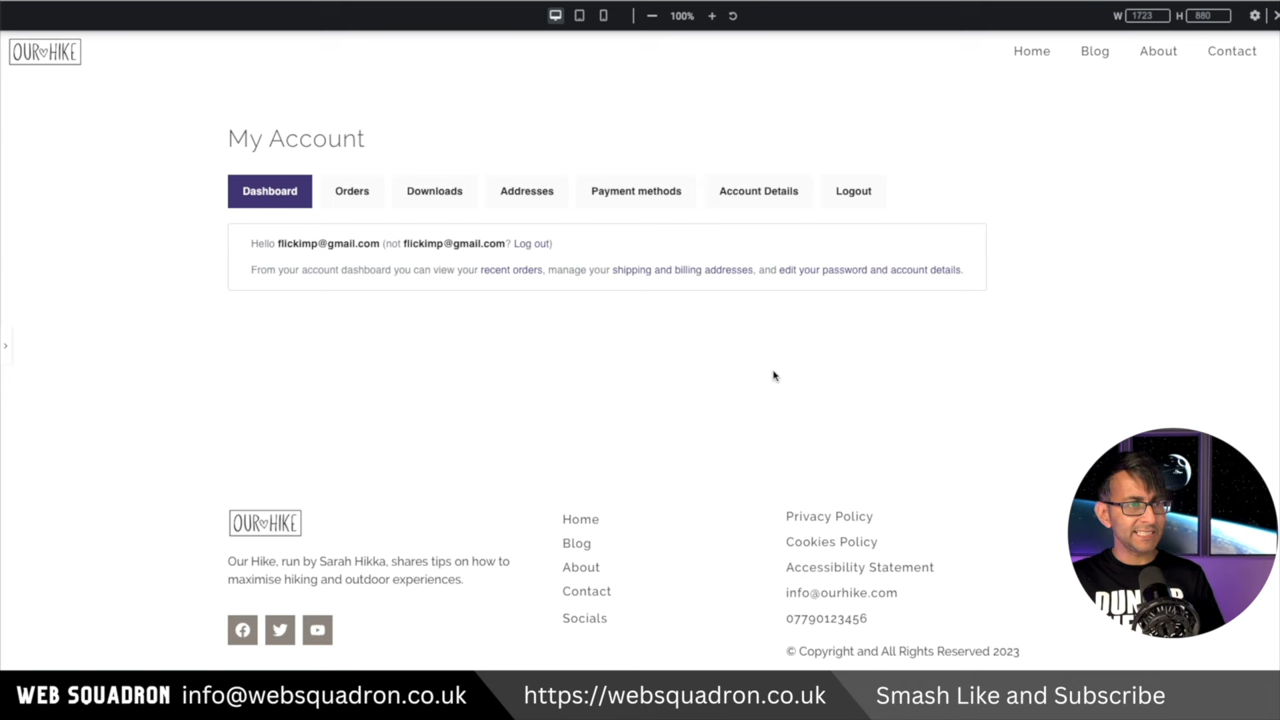 100%
W 1723 H 880
OUR HIKE
Home Blog About Contact
My Account
Dashboard Orders Downloads Addresses Payment methods Account Details Logout
Hello flickimp@gmail.com (not flickimp@gmail.com? Log out)
From your account dashboard you can view your recent orders, manage your shipping and billing addresses, and edit your password and account details.
OUR HIKE
Our Hike, run by Sarah Hikka, shares tips on how to
maximise hiking and outdoor experiences.
Home
Blog
About
Contact
Socials
Privacy Policy
Cookies Policy
Accessibility Statement
info@ourhike.com
07790123456
© Copyright and All Rights Reserved 2023
WEB SQUADRON info@websquadron.co.uk https://websquadron.co.uk Smash Like and Subscribe